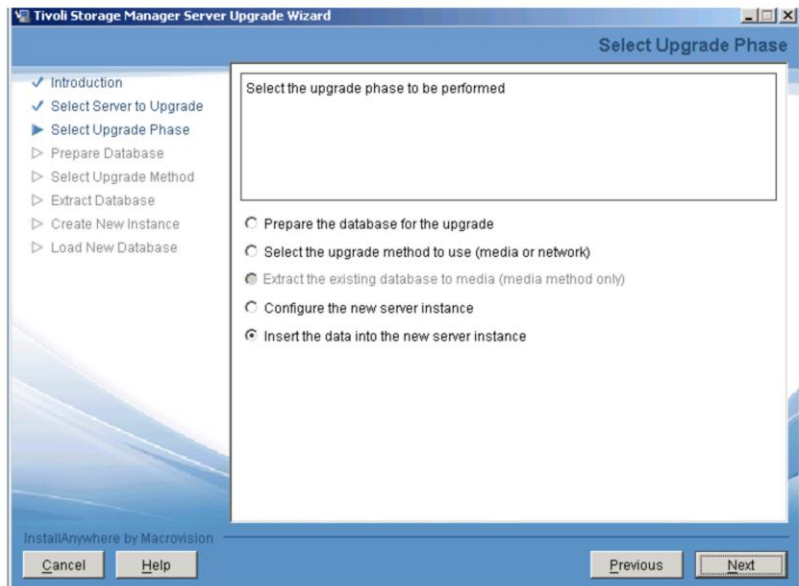 Tivoli Storage Manager Server Upgrade Wizard
Select Upgrade Phase
Introduction
Select Server to Upgrade
Select Upgrade Phase
Prepare Database
Select Upgrade Method
Extract Database
Create New Instance
Load New Database
Select the upgrade phase to be performed
Prepare the database for the upgrade
Select the upgrade method to use (media or network)
Extract the existing database to media (media method only)
Configure the new server instance
Insert the data into the new server instance
InstallAnywhere by Macrovision
Cancel
Help
Previous
Next